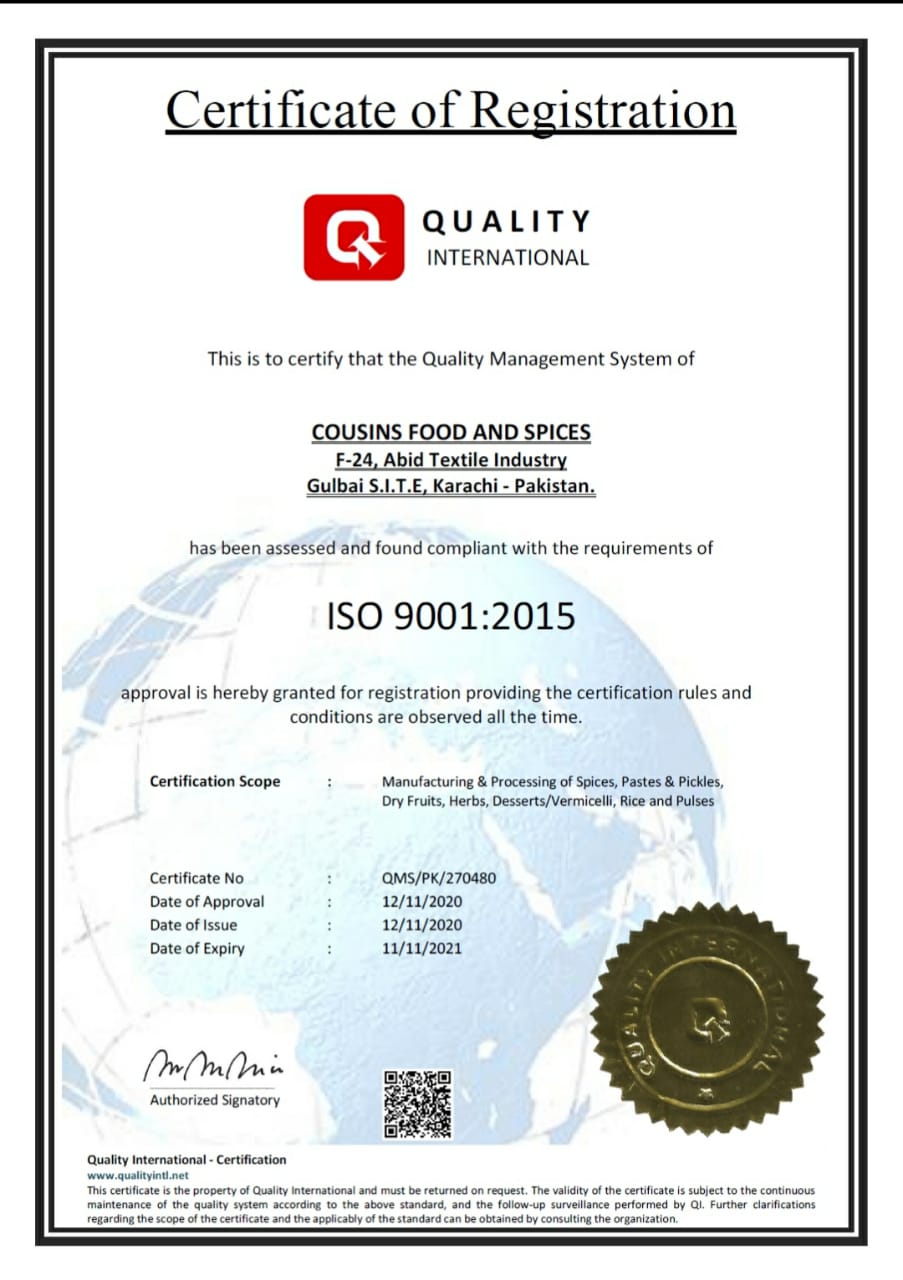 Certificate of Registration
QUALITY
INTERNATIONAL
This is to certify that the Quality Management System of
COUSINS FOOD AND SPICES
F-24, Abid Textile Industry
Gulbai S.I.T.E, Karachi - Pakistan.
has been assessed and found compliant with the requirements of
ISO 9001:2015
approval is hereby granted for registration providing the certification rules and
conditions are observed all the time.
Certification Scope : Manufacturing & Processing of Spices, Pastes & Pickles,
Dry Fruits, Herbs, Desserts/Vermicelli, Rice and Pulses
Certificate No : QMS/PK/270480
Date of Approval : 12/11/2020
Date of Issue : 12/11/2020
Date of Expiry : 11/11/2021
QUALITY INTERNATIONAL
Authorized Signatory
Quality International - Certification
www.qualityintl.net
This certificate is the property of Quality International and must be returned on request. The validity of the certificate is subject to the continuous
maintenance of the quality system according to the above standard, and the follow-up surveillance performed by QI. Further clarifications
regarding the scope of the certificate and the applicably of the standard can be obtained by consulting the organization.